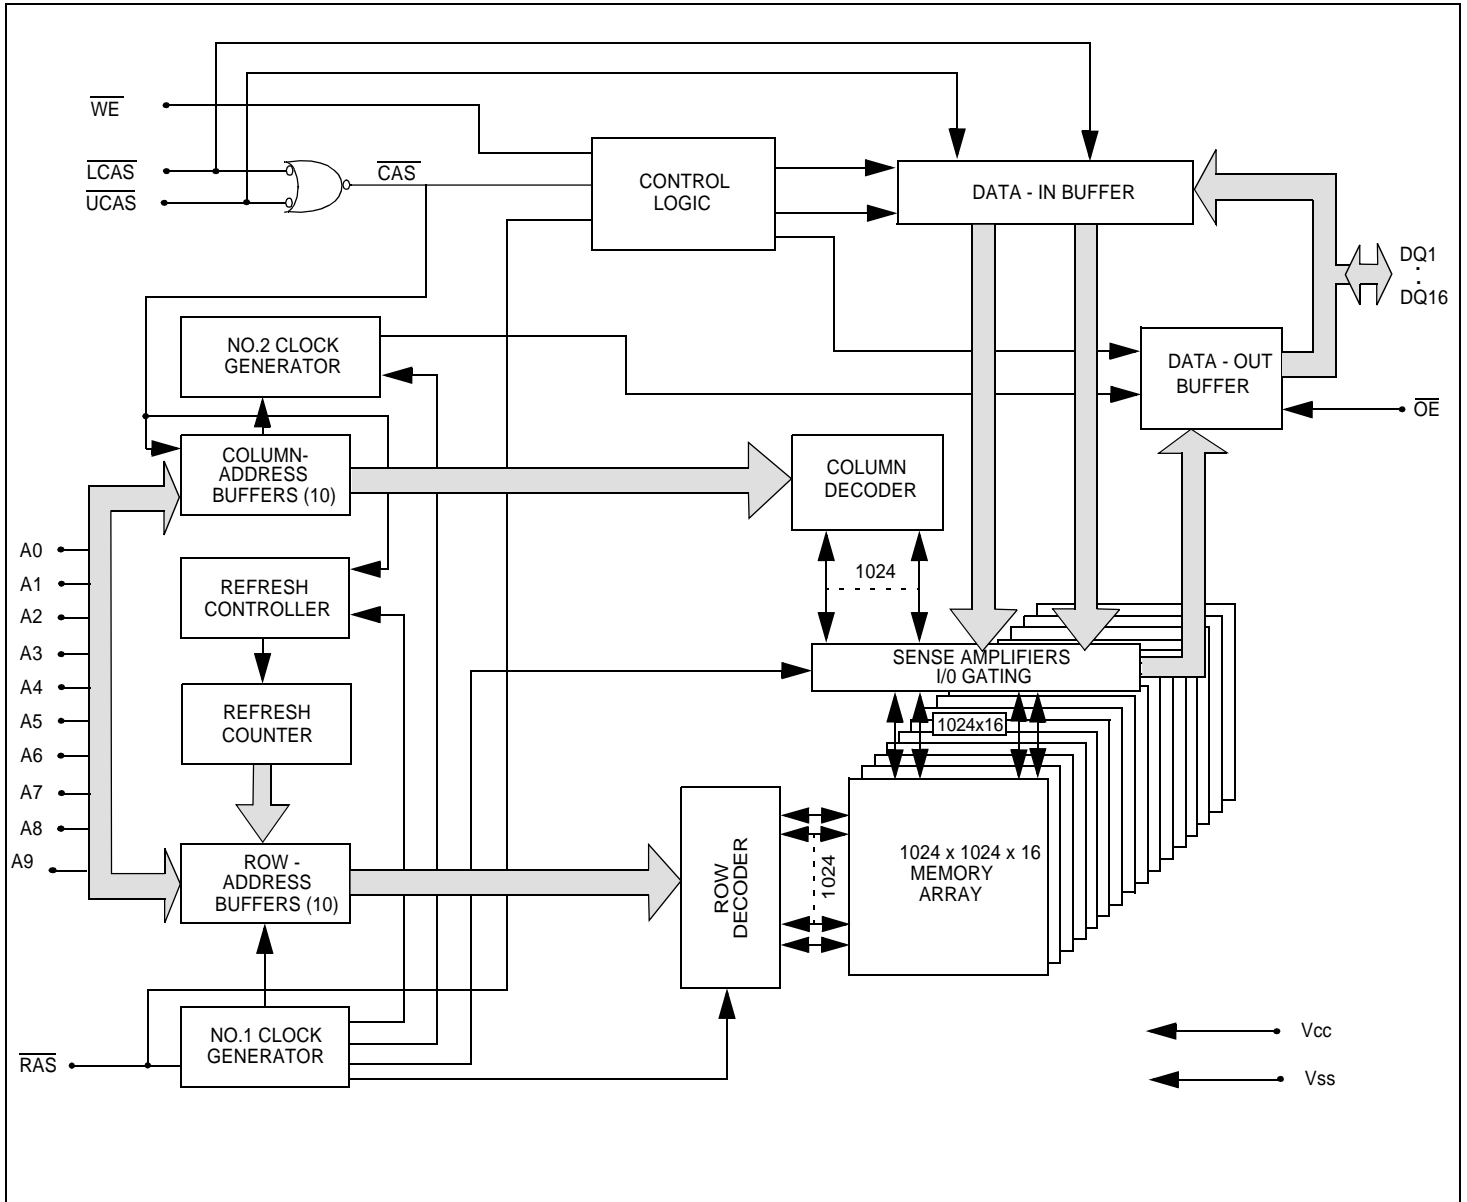 WE
LCAS
UCAS
CAS
CONTROL
LOGIC
DATA - IN BUFFER
DQ1
.
.
DQ16
NO.2 CLOCK
GENERATOR
DATA - OUT
BUFFER
OE
COLUMN-
ADDRESS
BUFFERS (10)
COLUMN
DECODER
A0
A1
A2
A3
A4
A5
A6
A7
A8
A9
REFRESH
CONTROLLER
1024
SENSE AMPLIFIERS
I/0 GATING
REFRESH
COUNTER
1024x16
ROW -
ADDRESS
BUFFERS (10)
ROW
DECODER
1024
1024 x 1024 x 16
MEMORY
ARRAY
NO.1 CLOCK
GENERATOR
RAS
Vcc
Vss